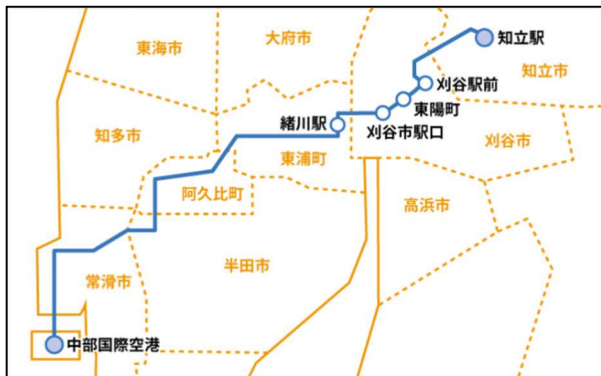 東海市
大府市
知立駅
知立市
刈谷駅前
東陽町
緒川駅
刈谷市駅口
刈谷市
知多市
東浦町
阿久比町
高浜市
半田市
常滑市
中部国際空港